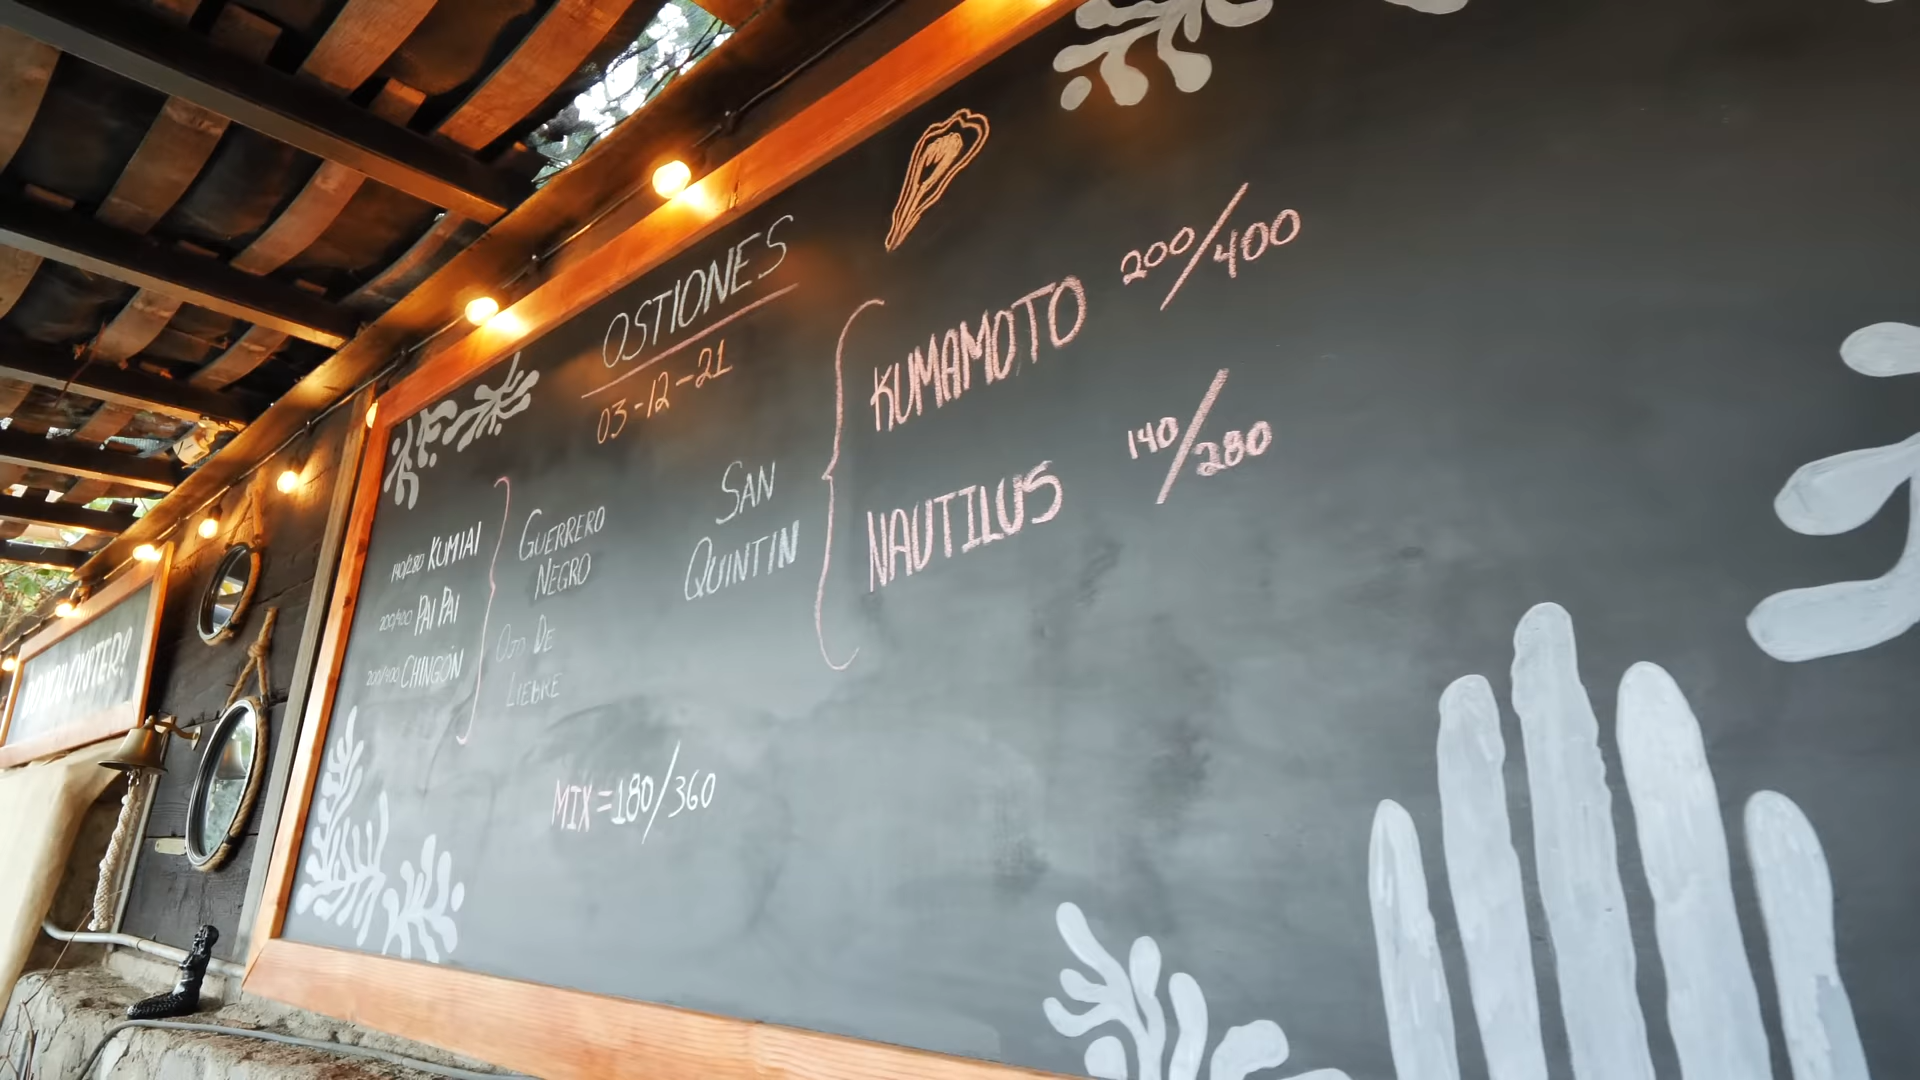 OSTIONES
03-12-21
140/280 KUMIAI
200/400 PAI PAI
200/400 CHINGÓN
GUERRERO
NEGRO
OJO DE
LIEBRE
SAN
QUINTIN
KUMAMOTO 200/400
NAUTILUS 140/280
MIX = 180/360
OYSTER?